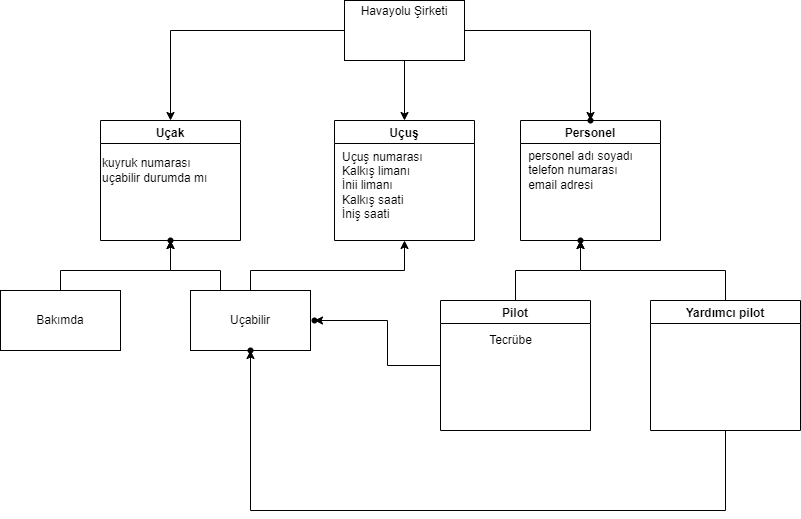 Havayolu Şirketi
Uçak
kuyruk numarası
uçabilir durumda mı
Uçuş
Uçuş numarası
Kalkış limanı
İnii limanı
Kalkış saati
İniş saati
Personel
personel adı soyadı
telefon numarası
email adresi
Bakımda
Uçabilir
Pilot
Tecrübe
Yardımcı pilot